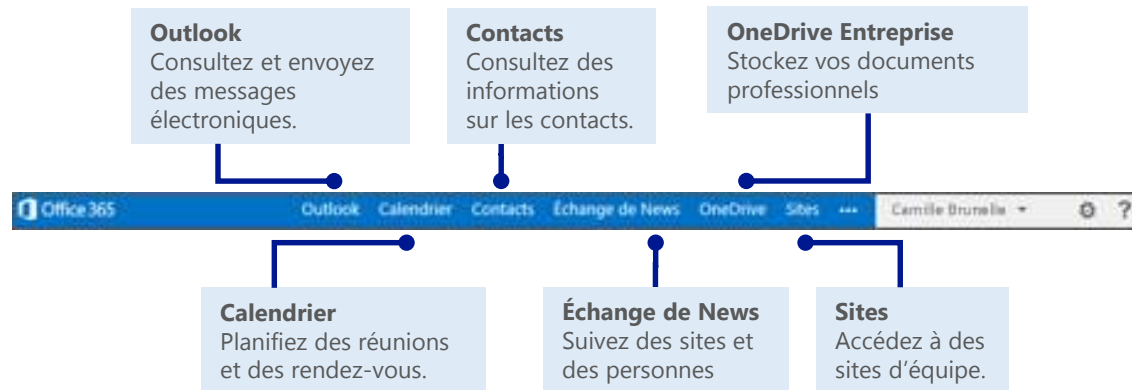 Outlook
Consultez et envoyez
des messages
électroniques.
Contacts
Consultez des
informations
sur les contacts.
OneDrive Entreprise
Stockez vos documents
professionnels
Office 365
Outlook Calendrier Contacts Échange de News OneDrive Sites ••• Camille Brunelle ?
Calendrier
Planifiez des réunions
et des rendez-vous.
Échange de News
Suivez des sites et
des personnes
Sites
Accédez à des
sites d’équipe.